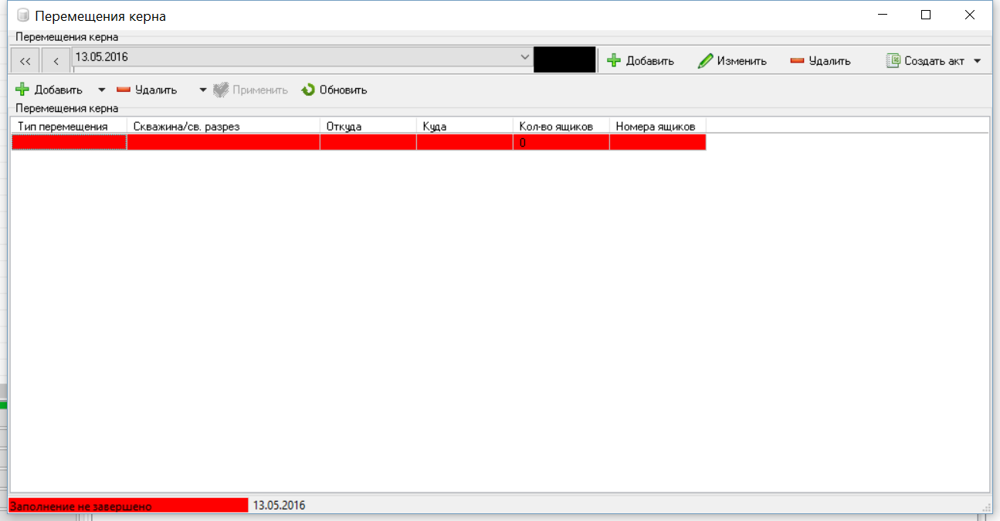 Перемещения керна
Перемещения керна
<< < 13.05.2016 Добавить Изменить Удалить Создать акт
Добавить Удалить Применить Обновить
Перемещения керна
Тип перемещения Скважина/св. разрез Откуда Куда Кол-во ящиков Номера ящиков
0
Заполнение не завершено 13.05.2016